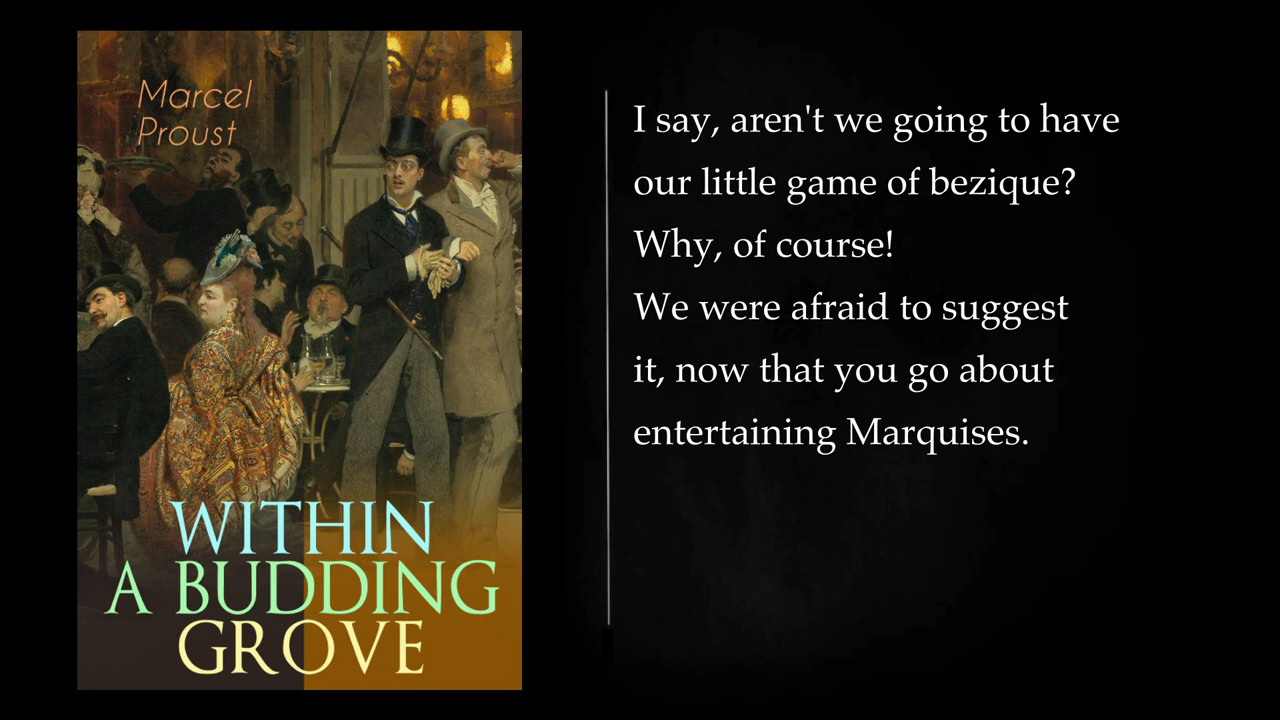 Marcel
Proust
WITHIN
A BUDDING
GROVE
I say, aren't we going to have
our little game of bezique?
Why, of course!
We were afraid to suggest
it, now that you go about
entertaining Marquises.